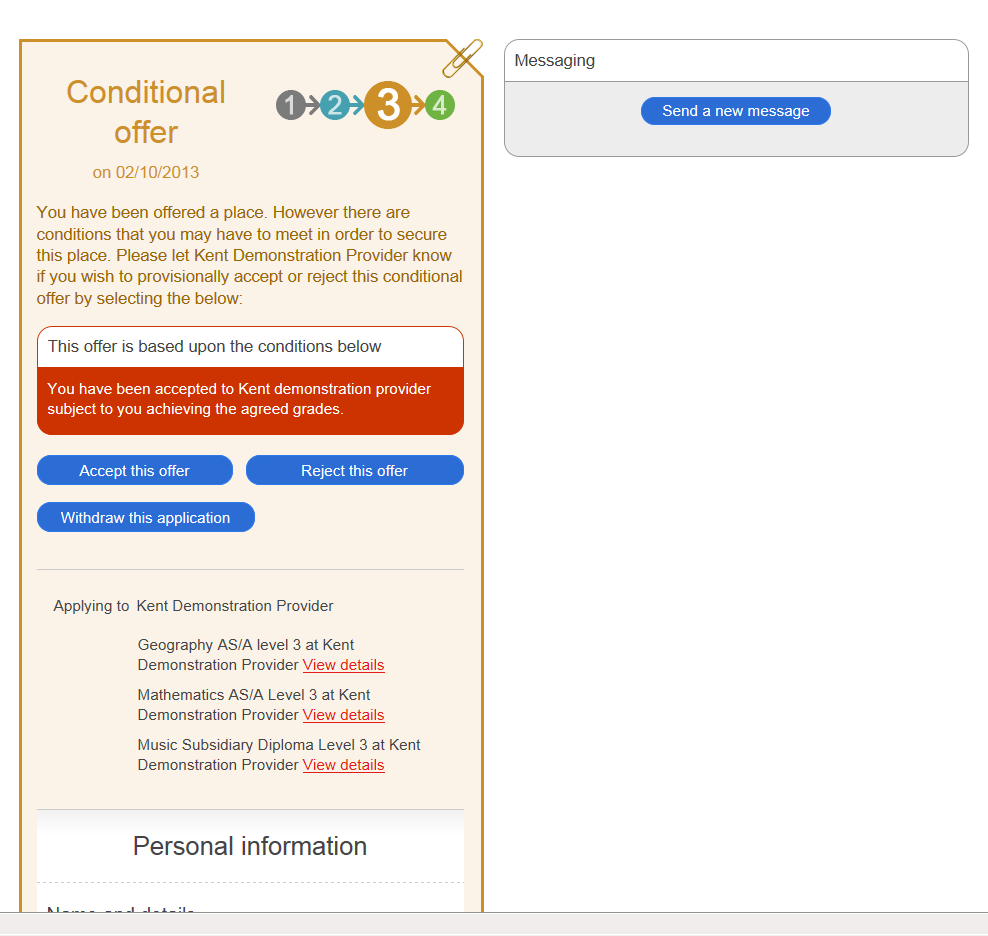 Conditional
offer
on 02/10/2013
1 2 3 4
You have been offered a place. However there are
conditions that you may have to meet in order to secure
this place. Please let Kent Demonstration Provider know
if you wish to provisionally accept or reject this conditional
offer by selecting the below:
This offer is based upon the conditions below
You have been accepted to Kent demonstration provider
subject to you achieving the agreed grades.
Accept this offer Reject this offer
Withdraw this application
Applying to Kent Demonstration Provider
Geography AS/A level 3 at Kent
Demonstration Provider View details
Mathematics AS/A Level 3 at Kent
Demonstration Provider View details
Music Subsidiary Diploma Level 3 at Kent
Demonstration Provider View details
Personal information
Name and details
Messaging
Send a new message